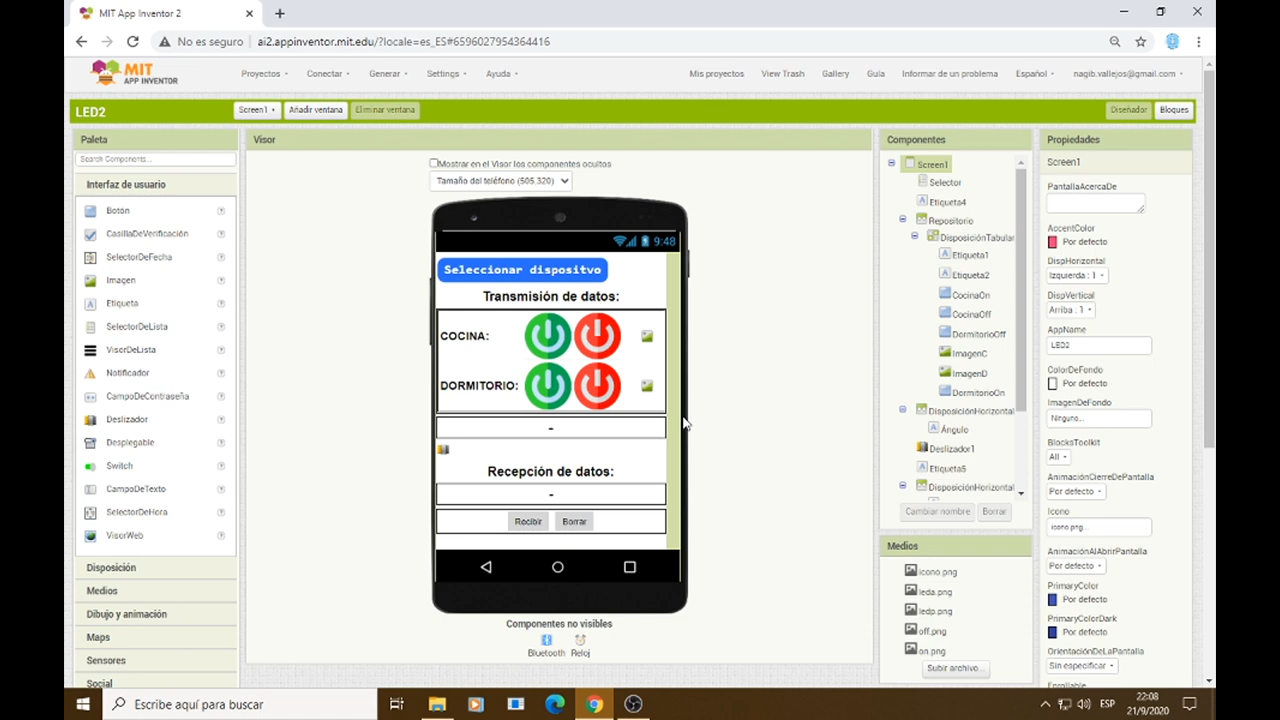 MIT App Inventor 2
No es seguro
ai2.appinventor.mit.edu/?locale=es_ES#6596027954364416
MIT
APP INVENTOR
Proyectos
Conectar
Generar
Settings
Ayuda
Mis proyectos
View Trash
Gallery
Guía
Informar de un problema
Español
nagib.vallejos@gmail.com
LED2
Screen1
Añadir ventana
Eliminar ventana
Diseñador
Bloques
Paleta
Search Components...
Interfaz de usuario
Botón
CasillaDeVerificación
SelectorDeFecha
Imagen
Etiqueta
SelectorDeLista
VisorDeLista
Notificador
CampoDeContraseña
Deslizador
Desplegable
Switch
CampoDeTexto
SelectorDeHora
VisorWeb
Disposición
Medios
Dibujo y animación
Maps
Sensores
Social
Visor
Mostrar en el Visor los componentes ocultos
Tamaño del teléfono (505,320)
9:48
Seleccionar dispositvo
Transmisión de datos:
COCINA:
DORMITORIO:
-
Recepción de datos:
-
Recibir
Borrar
Componentes no visibles
Bluetooth
Reloj
Componentes
Screen1
Selector
Etiqueta4
Repositorio
DisposiciónTabular
Etiqueta1
Etiqueta2
CocinaOn
CocinaOff
DormitorioOff
ImagenC
ImagenD
DormitorioOn
DisposiciónHorizontal
Ángulo
Deslizador1
Etiqueta5
DisposiciónHorizontal
Cambiar nombre
Borrar
Medios
icono.png
leda.png
ledp.png
off.png
on.png
Subir archivo...
Propiedades
Screen1
PantallaAcercaDe
AccentColor
Por defecto
DispHorizontal
Izquierda : 1
DispVertical
Arriba : 1
AppName
LED2
ColorDeFondo
Por defecto
ImagenDeFondo
Ninguno...
BlocksToolkit
All
AnimaciónCierreDePantalla
Por defecto
Icono
icono.png...
AnimaciónAlAbrirPantalla
Por defecto
PrimaryColor
Por defecto
PrimaryColorDark
Por defecto
OrientaciónDeLaPantalla
Sin especificar
Escribe aquí para buscar
ESP
22:08
21/9/2020